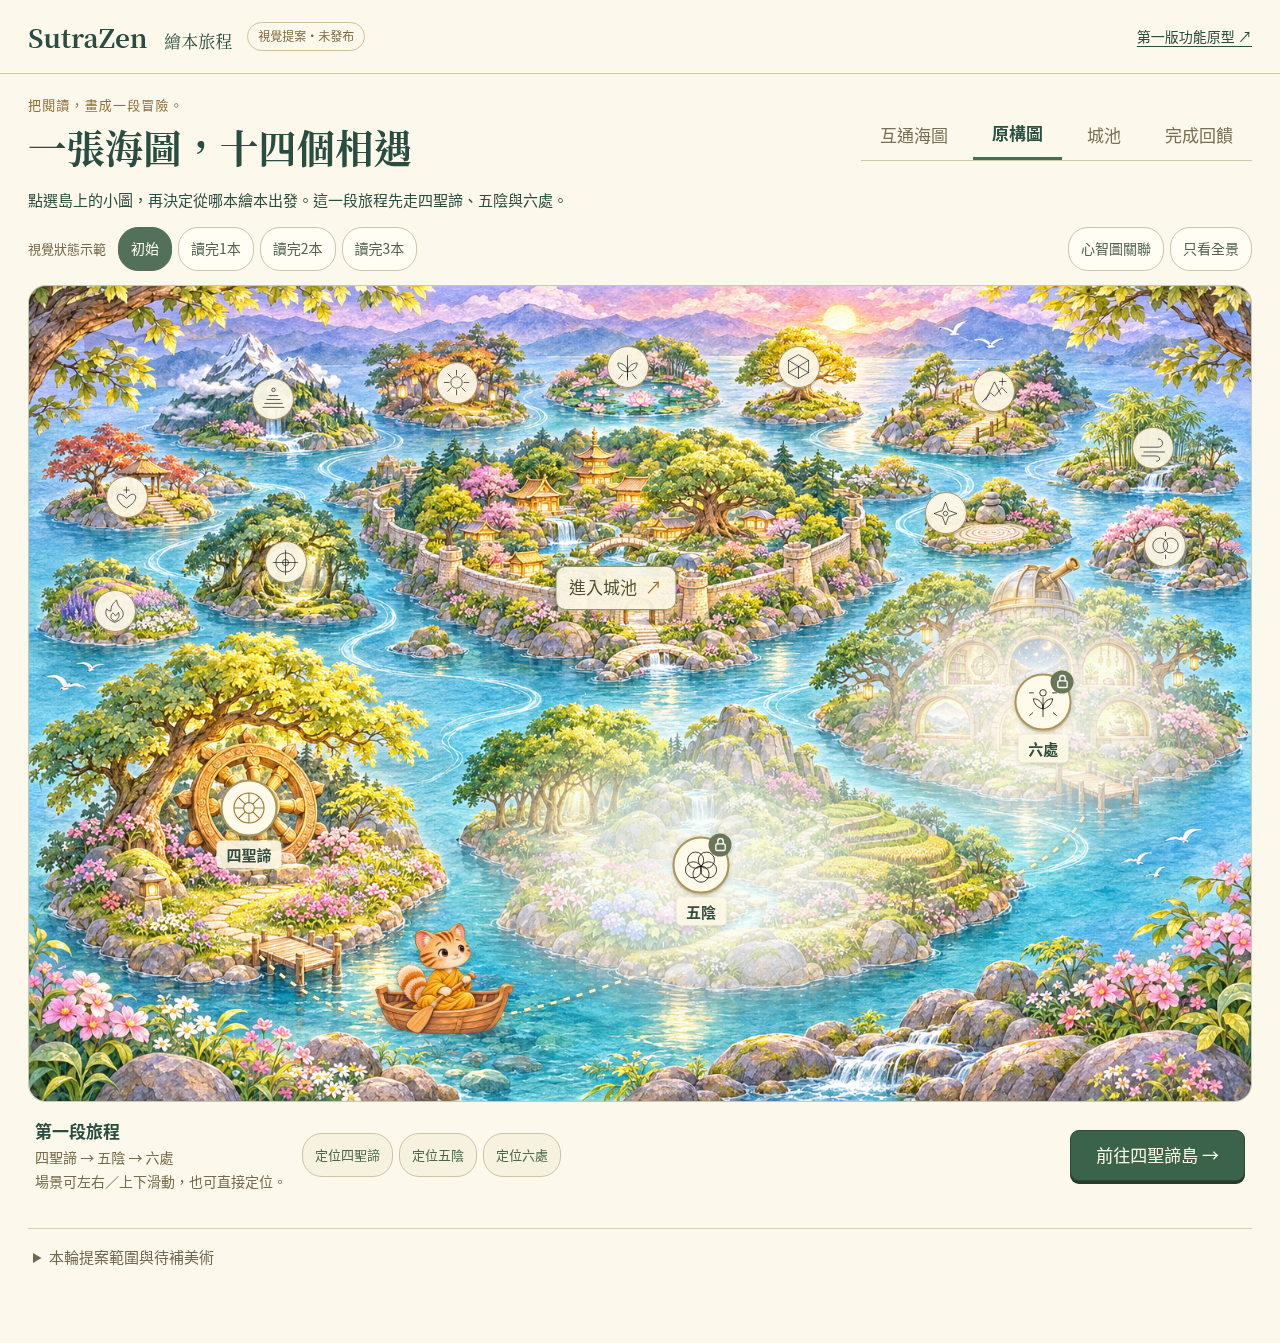 SutraZen 繪本旅程 視覺提案・未發布 第一版功能原型 ↗
把閱讀，畫成一段冒險。
一張海圖，十四個相遇
互通海圖 原構圖 城池 完成回饋
點選島上的小圖，再決定從哪本繪本出發。這一段旅程先走四聖諦、五陰與六處。
視覺狀態示範 初始 讀完1本 讀完2本 讀完3本 心智圖關聯 只看全景
進入城池 ↗
六處
四聖諦
五陰
第一段旅程
四聖諦 → 五陰 → 六處
場景可左右／上下滑動，也可直接定位。
定位四聖諦 定位五陰 定位六處
前往四聖諦島 →
▶ 本輪提案範圍與待補美術